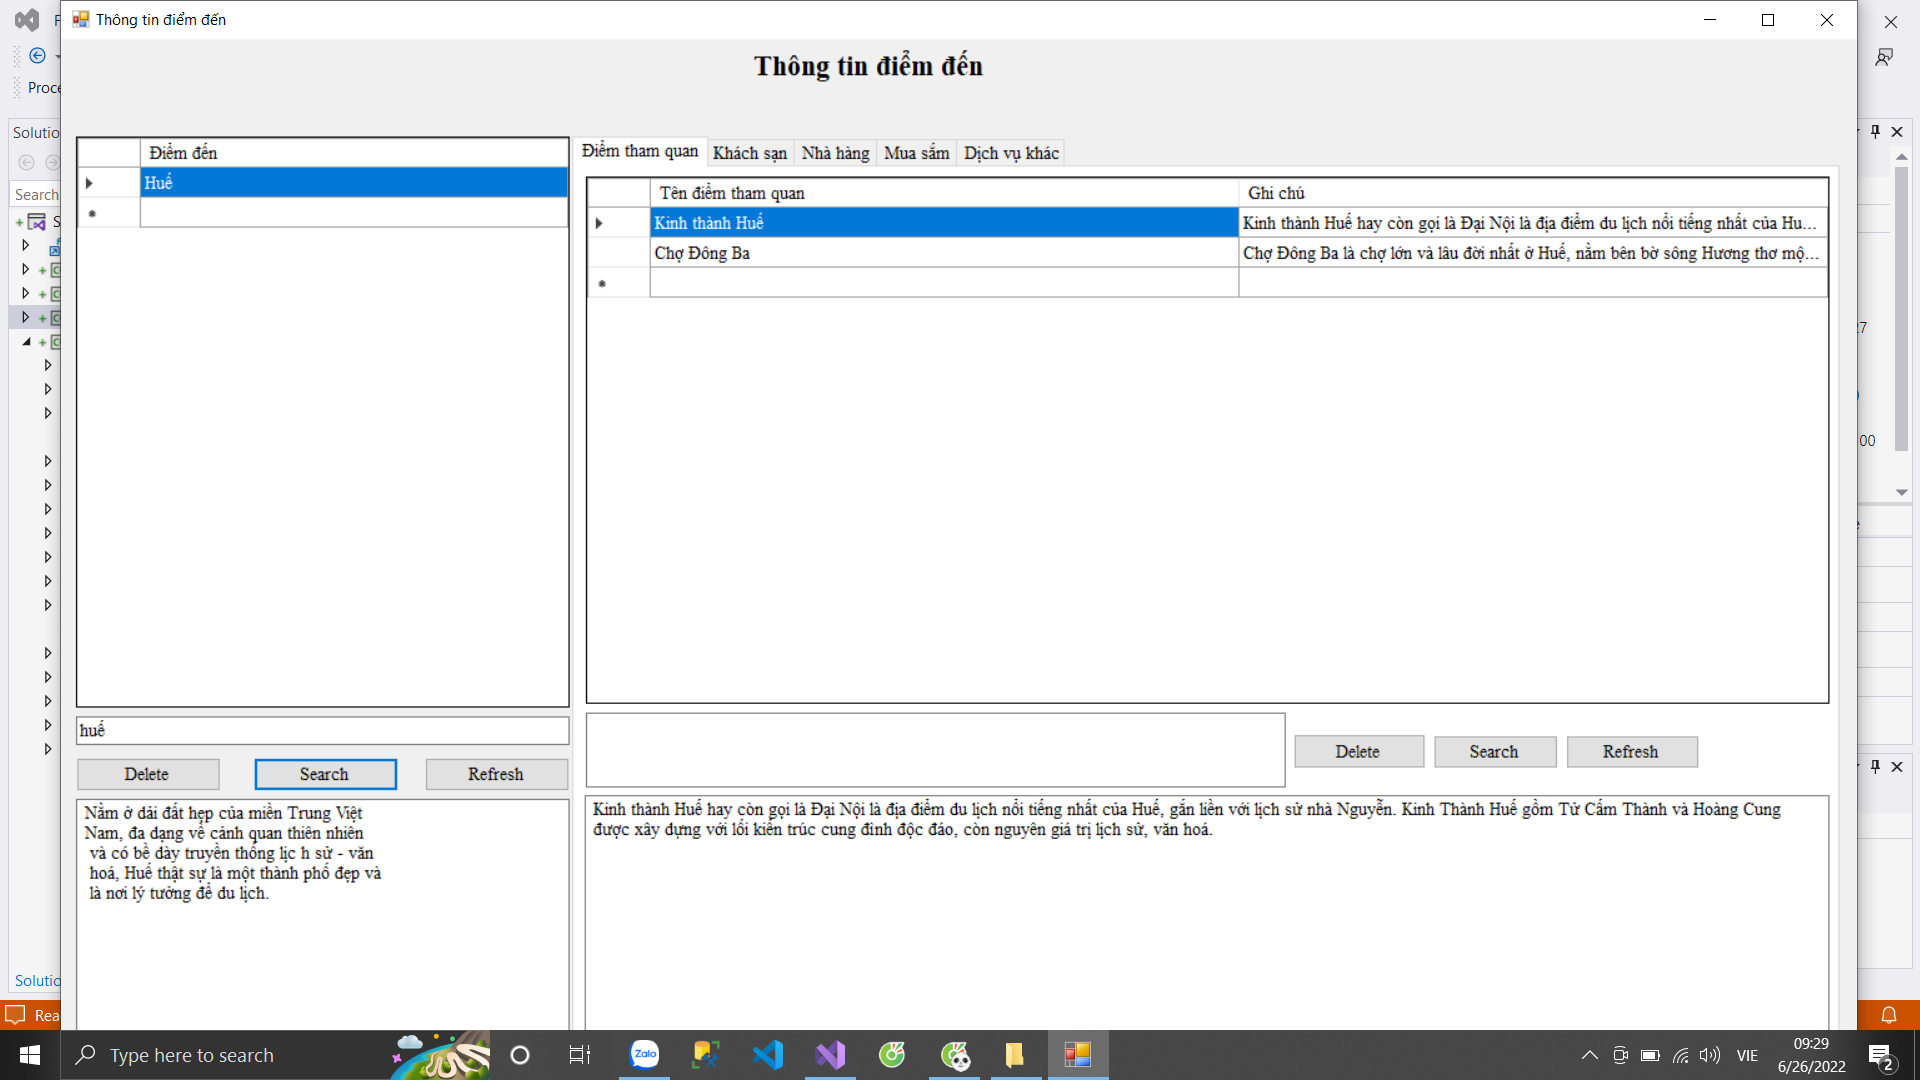 Thông tin điểm đến
Thông tin điểm đến
Proce
Solutio
Search
Điểm đến
Huế
Điểm tham quan
Khách sạn
Nhà hàng
Mua sắm
Dịch vụ khác
Tên điểm tham quan
Ghi chú
Kinh thành Huế
Kinh thành Huế hay còn gọi là Đại Nội là địa điểm du lịch nổi tiếng nhất của Hu...
Chợ Đông Ba
Chợ Đông Ba là chợ lớn và lâu đời nhất ở Huế, nằm bên bờ sông Hương thơ mộ...
00
huế
Delete
Search
Refresh
Delete
Search
Refresh
Nằm ở dải đất hẹp của miền Trung Việt
Nam, đa dạng về cảnh quan thiên nhiên
và có bề dày truyền thống lịc h sử - văn
hoá, Huế thật sự là một thành phố đẹp và
là nơi lý tưởng để du lịch.
Kinh thành Huế hay còn gọi là Đại Nội là địa điểm du lịch nổi tiếng nhất của Huế, gắn liền với lịch sử nhà Nguyễn. Kinh Thành Huế gồm Tử Cấm Thành và Hoàng Cung
được xây dựng với lối kiến trúc cung đình độc đáo, còn nguyên giá trị lịch sử, văn hoá.
Solutio
Rea
Type here to search
Zalo
VIE
09:29
6/26/2022
2